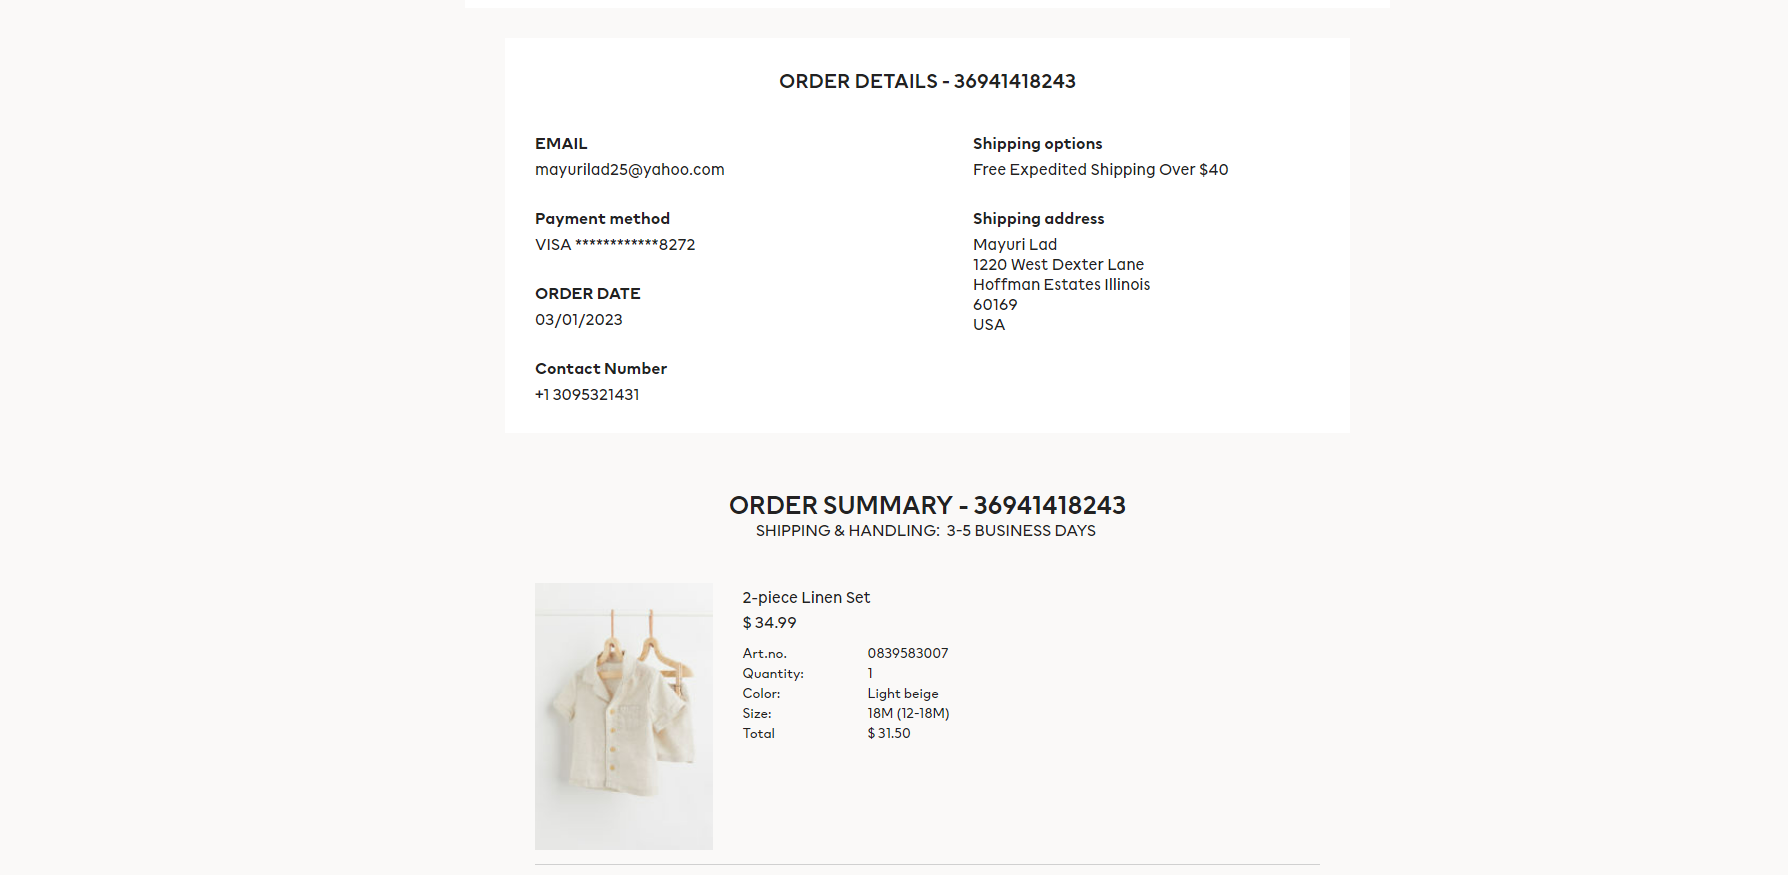 ORDER DETAILS - 36941418243
EMAIL
mayurilad25@yahoo.com
Payment method
VISA ************8272
ORDER DATE
03/01/2023
Contact Number
+1 3095321431
Shipping options
Free Expedited Shipping Over $40
Shipping address
Mayuri Lad
1220 West Dexter Lane
Hoffman Estates Illinois
60169
USA
ORDER SUMMARY - 36941418243
SHIPPING & HANDLING: 3-5 BUSINESS DAYS
2-piece Linen Set
$ 34.99
Art.no. 0839583007
Quantity: 1
Color: Light beige
Size: 18M (12-18M)
Total $ 31.50